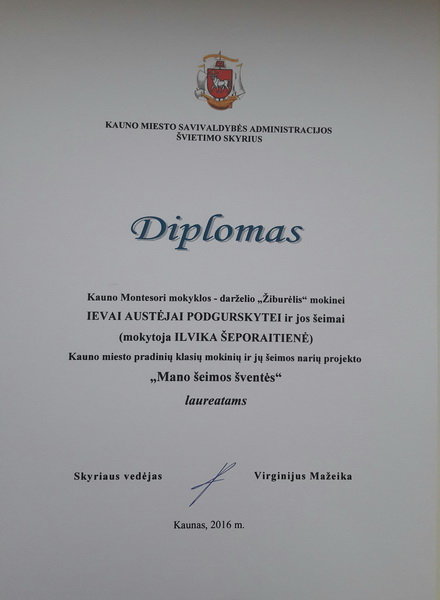 KAUNO MIESTO SAVIVALDYBĖS ADMINISTRACIJOS
ŠVIETIMO SKYRIUS
Diplomas
Kauno Montesori mokyklos - darželio „Žiburėlis“ mokinei
IEVAI AUSTĖJAI PODGURSKYTEI ir jos šeimai
(mokytoja ILVIKA ŠEPORAITIENĖ)
Kauno miesto pradinių klasių mokinių ir jų šeimos narių projekto
„Mano šeimos šventės“
laureatams
Skyriaus vedėjas Virginijus Mažeika
Kaunas, 2016 m.